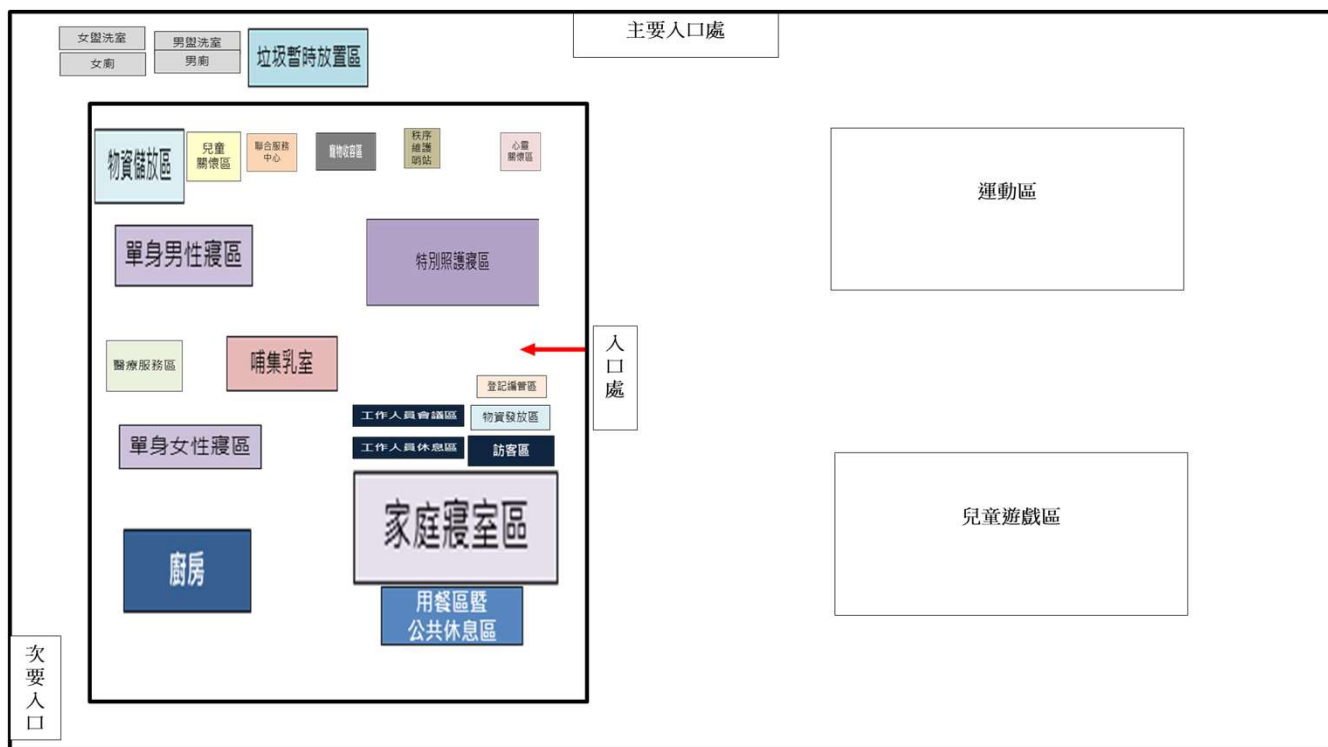 主要入口處
女盥洗室
女廁
男盥洗室
男廁
垃圾暫時放置區
物資儲放區
兒童
關懷區
聯合服務
中心
寵物收容區
秩序
維護
哨站
心靈
關懷區
運動區
單身男性寢區
特別照護寢區
入口處
醫療服務區
哺集乳室
登記編管區
工作人員會議區
物資發放區
單身女性寢區
工作人員休息區
訪客區
家庭寢室區
兒童遊戲區
廚房
用餐區暨
公共休息區
次要入口